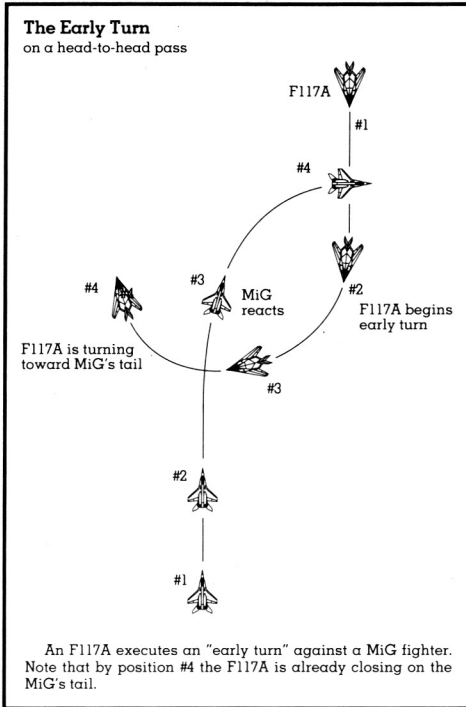 The Early Turn
on a head-to-head pass
F117A
#1
#4
#3
MiG
reacts
#4
#2
F117A begins
early turn
F117A is turning
toward MiG's tail
#3
#2
#1
An F117A executes an "early turn" against a MiG fighter.
Note that by position #4 the F117A is already closing on the
MiG's tail.